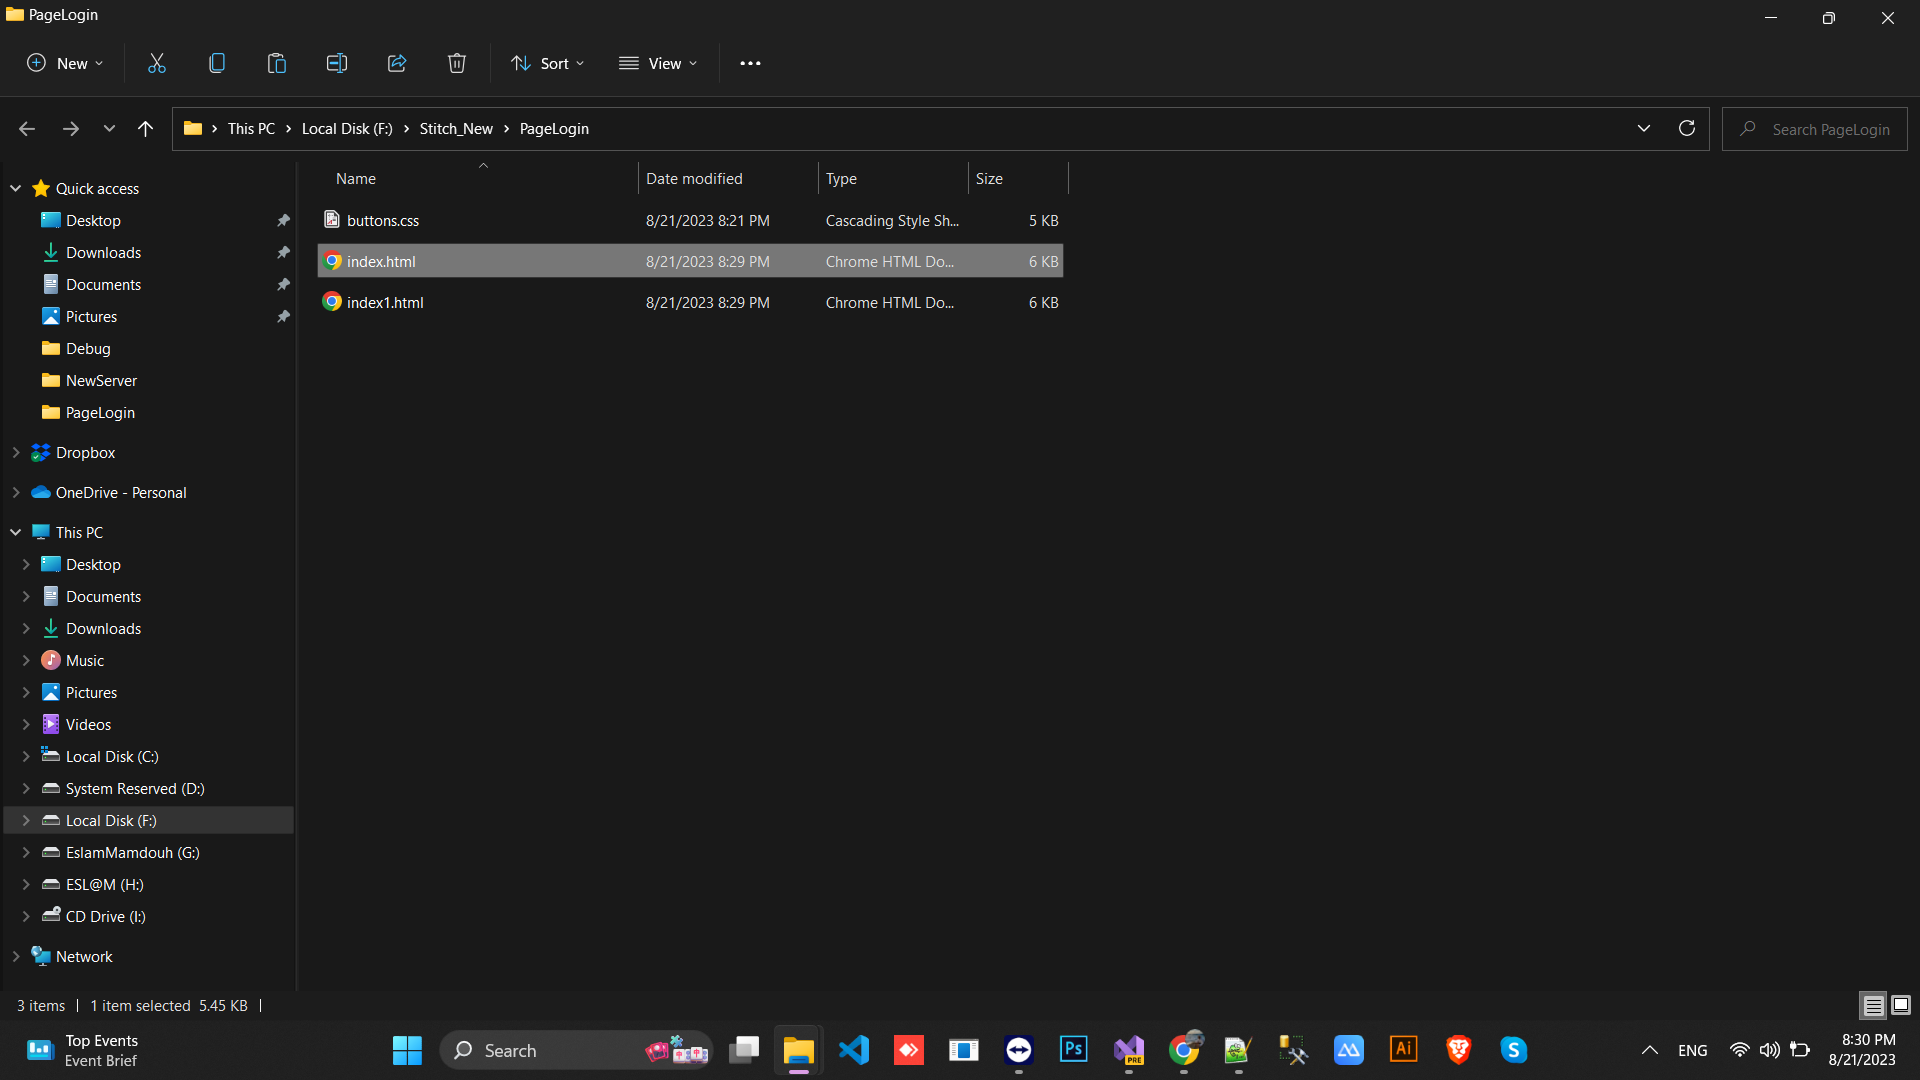 PageLogin
New
Sort
View
This PC
Local Disk (F:)
Stitch_New
PageLogin
Search PageLogin
Name
Date modified
Type
Size
buttons.css 8/21/2023 8:21 PM Cascading Style Sh... 5 KB
index.html 8/21/2023 8:29 PM Chrome HTML Do... 6 KB
index1.html 8/21/2023 8:29 PM Chrome HTML Do... 6 KB
Quick access
Desktop
Downloads
Documents
Pictures
Debug
NewServer
PageLogin
Dropbox
OneDrive - Personal
This PC
Desktop
Documents
Downloads
Music
Pictures
Videos
Local Disk (C:)
System Reserved (D:)
Local Disk (F:)
EslamMamdouh (G:)
ESL@M (H:)
CD Drive (I:)
Network
3 items
1 item selected 5.45 KB
Top Events
Event Brief
Search
Ps
PRE
Ai
S
ENG
8:30 PM
8/21/2023